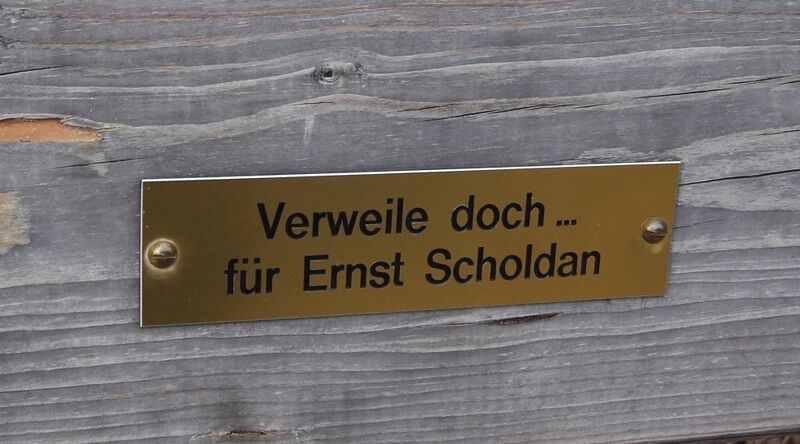 Verweile doch ...
für Ernst Scholdan